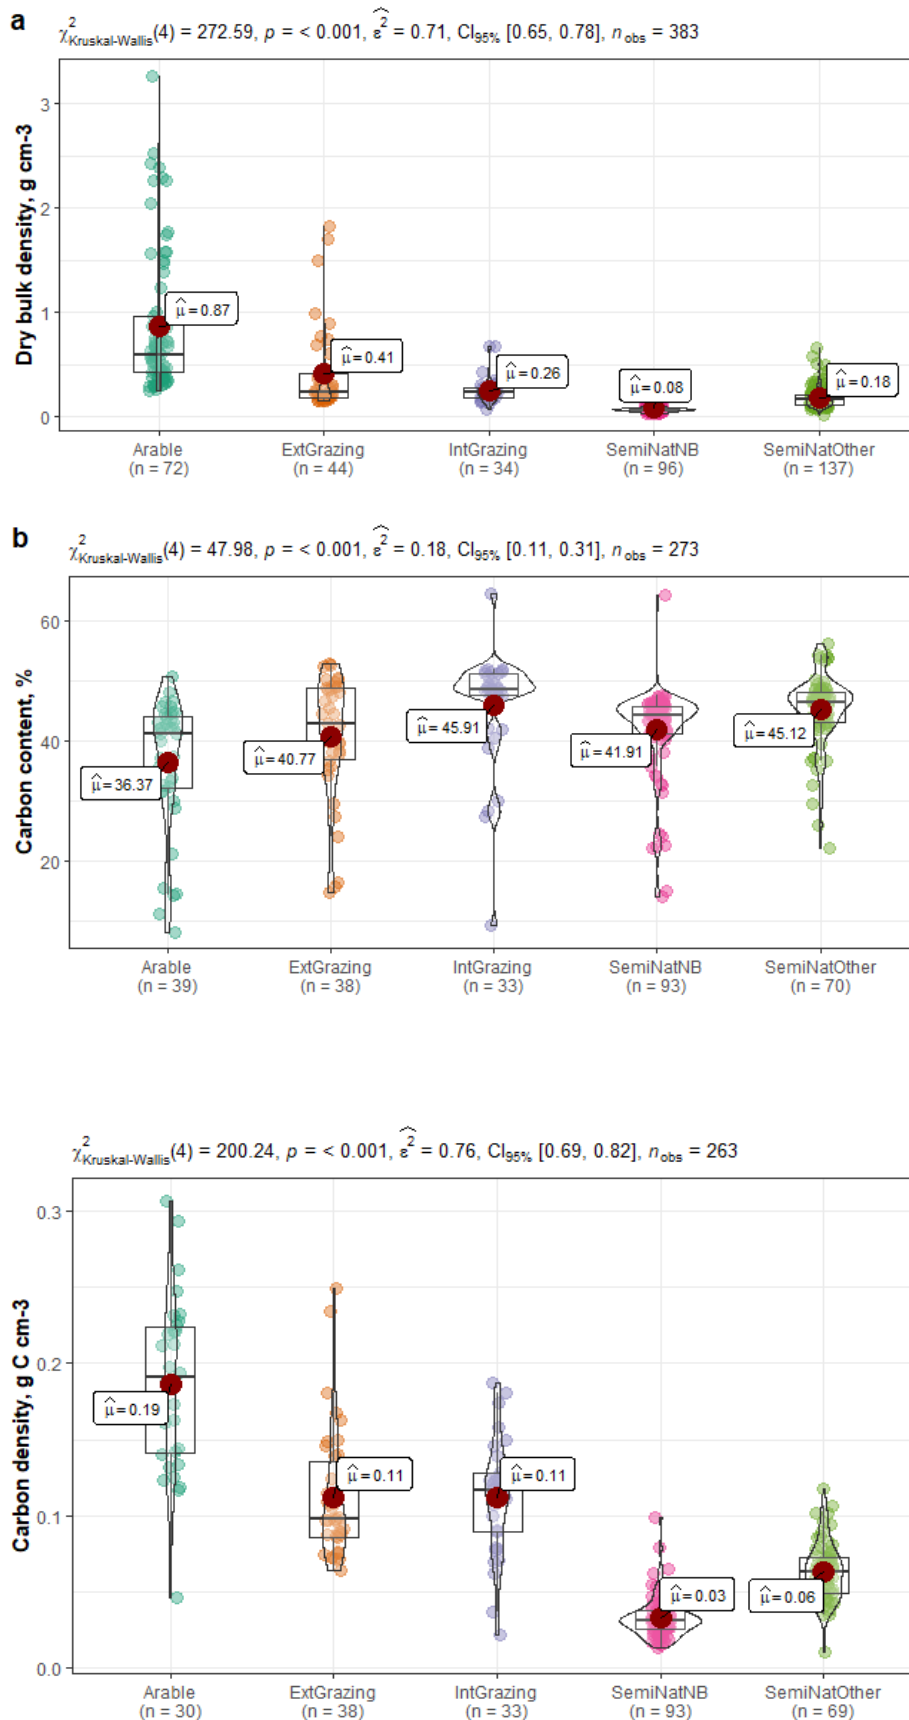 a
χ²Kruskal-Wallis(4) = 272.59, p = < 0.001, ε̂² = 0.71, CI95% [0.65, 0.78], nobs = 383
Dry bulk density, g cm-3
3
2
1
0
μ̂ = 0.87
μ̂ = 0.41
μ̂ = 0.26
μ̂ = 0.08
μ̂ = 0.18
Arable ExtGrazing IntGrazing SemiNatNB SemiNatOther
(n = 72) (n = 44) (n = 34) (n = 96) (n = 137)
b
χ²Kruskal-Wallis(4) = 47.98, p = < 0.001, ε̂² = 0.18, CI95% [0.11, 0.31], nobs = 273
Carbon content, %
60
40
20
μ̂ = 36.37
μ̂ = 40.77
μ̂ = 45.91
μ̂ = 41.91
μ̂ = 45.12
Arable ExtGrazing IntGrazing SemiNatNB SemiNatOther
(n = 39) (n = 38) (n = 33) (n = 93) (n = 70)
χ²Kruskal-Wallis(4) = 200.24, p = < 0.001, ε̂² = 0.76, CI95% [0.69, 0.82], nobs = 263
Carbon density, g C cm-3
0.3
0.2
0.1
0.0
μ̂ = 0.19
μ̂ = 0.11
μ̂ = 0.11
μ̂ = 0.03
μ̂ = 0.06
Arable ExtGrazing IntGrazing SemiNatNB SemiNatOther
(n = 30) (n = 38) (n = 33) (n = 93) (n = 69)